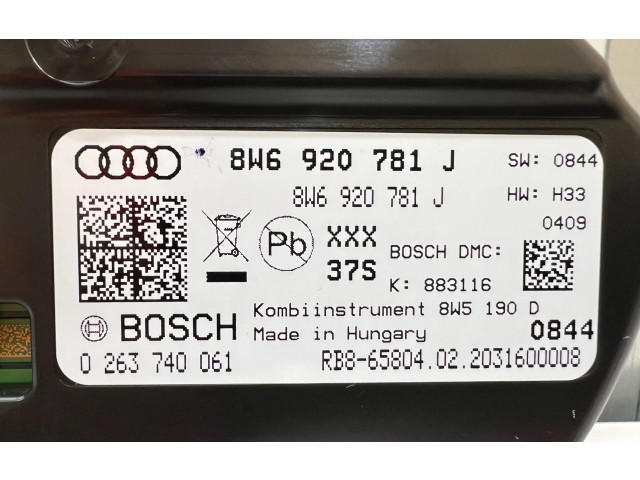 8W6 920 781 J SW: 0844
8W6 920 781 J HW: H33
0409
Pb XXX
37S
BOSCH DMC:
K: 883116
Kombiinstrument 8W5 190 D
BOSCH Made in Hungary 0844
0 263 740 061 RB8-65804.02.2031600008